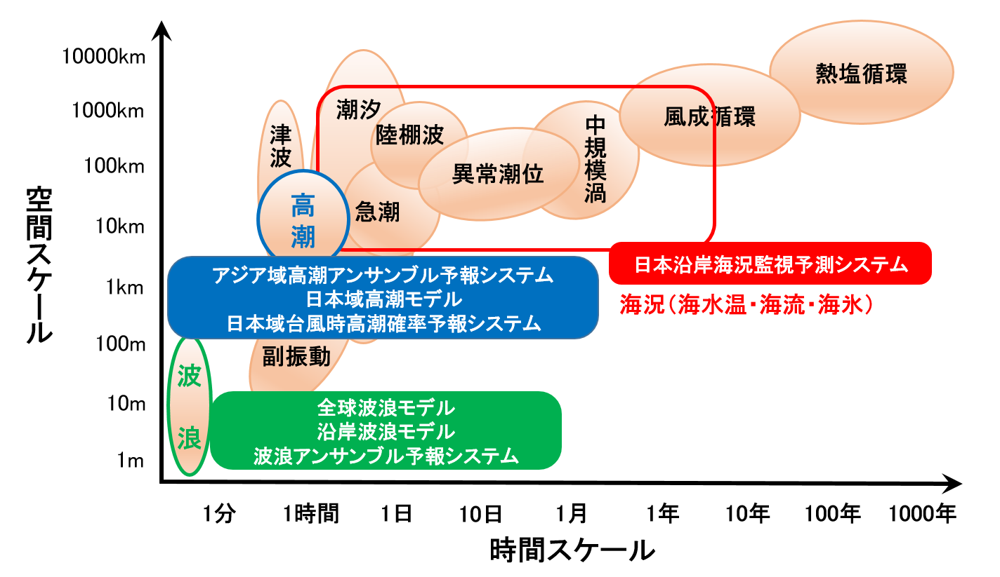 空間スケール
10000km
1000km
100km
10km
1km
100m
10m
1m
熱塩循環
風成循環
潮汐
陸棚波
中規模渦
津波
異常潮位
高潮
急潮
日本沿岸海況監視予測システム
海況(海水温・海流・海氷)
アジア域高潮アンサンブル予報システム
日本域高潮モデル
日本域台風時高潮確率予報システム
副振動
波浪
全球波浪モデル
沿岸波浪モデル
波浪アンサンブル予報システム
1分
1時間
1日
10日
1月
1年
10年
100年
1000年
時間スケール